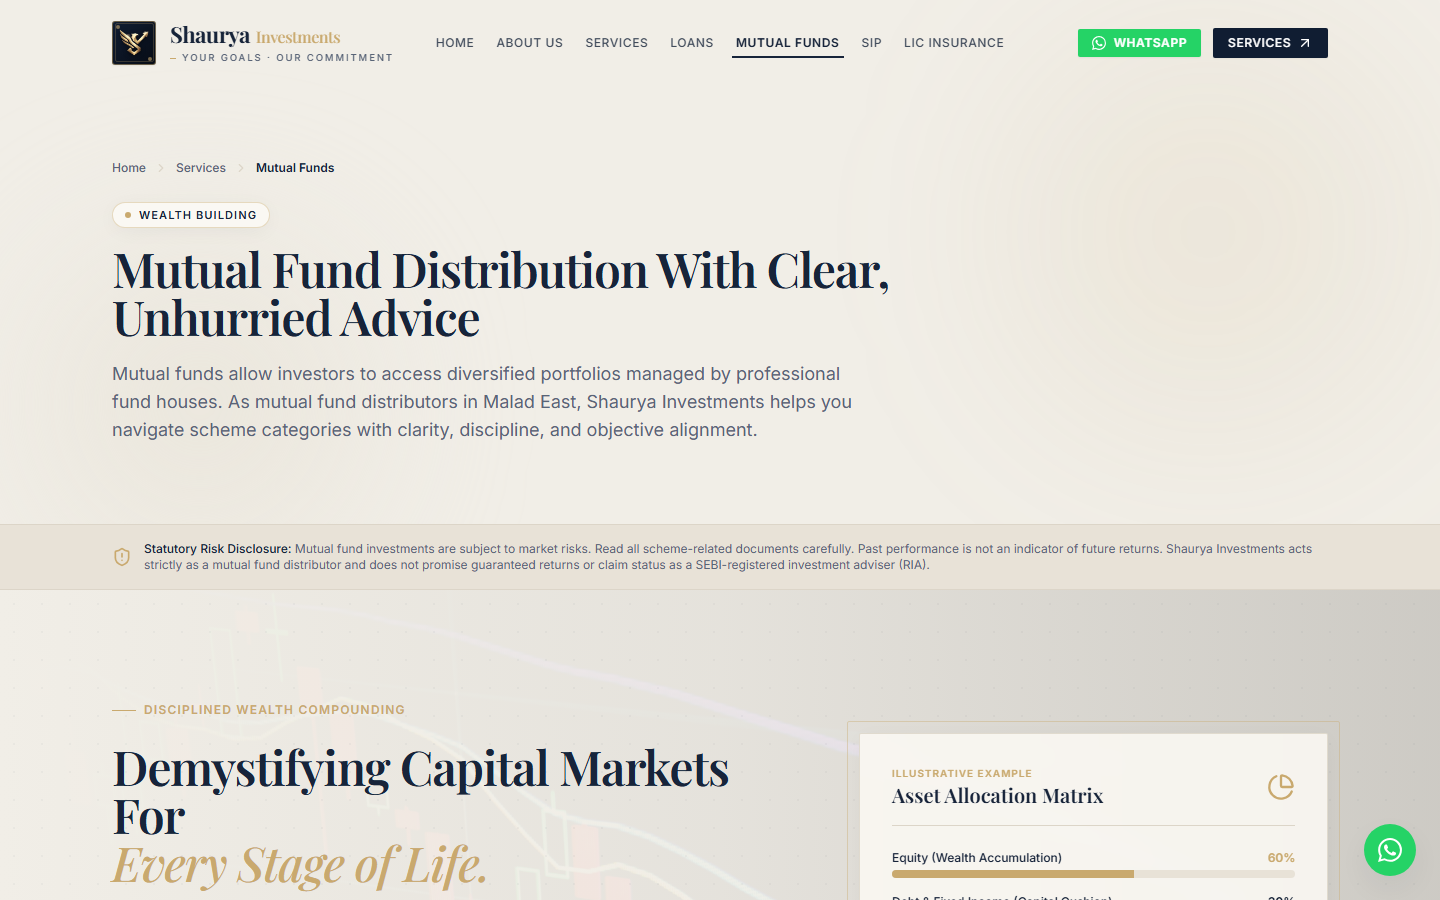 Shaurya Investments
YOUR GOALS · OUR COMMITMENT
HOME
ABOUT US
SERVICES
LOANS
MUTUAL FUNDS
SIP
LIC INSURANCE
WHATSAPP
SERVICES
Home
Services
Mutual Funds
WEALTH BUILDING
Mutual Fund Distribution With Clear,
Unhurried Advice
Mutual funds allow investors to access diversified portfolios managed by professional
fund houses. As mutual fund distributors in Malad East, Shaurya Investments helps you
navigate scheme categories with clarity, discipline, and objective alignment.
Statutory Risk Disclosure: Mutual fund investments are subject to market risks. Read all scheme-related documents carefully. Past performance is not an indicator of future returns. Shaurya Investments acts
strictly as a mutual fund distributor and does not promise guaranteed returns or claim status as a SEBI-registered investment adviser (RIA).
DISCIPLINED WEALTH COMPOUNDING
Demystifying Capital Markets
For
Every Stage of Life.
ILLUSTRATIVE EXAMPLE
Asset Allocation Matrix
Equity (Wealth Accumulation) 60%